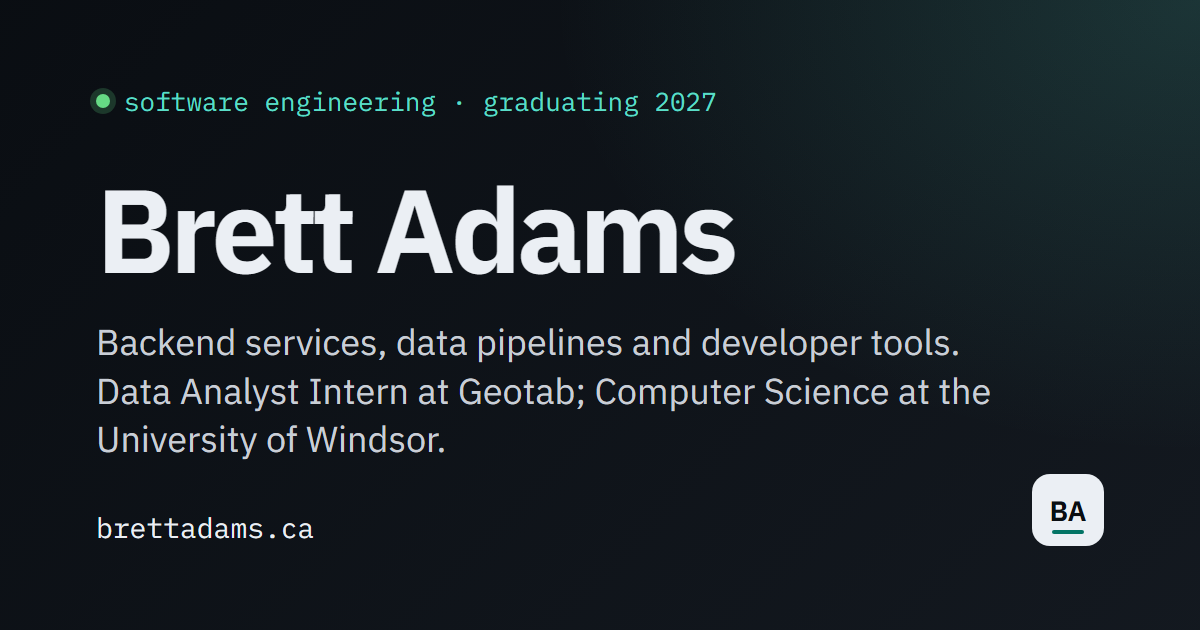 software engineering · graduating 2027
Brett Adams
Backend services, data pipelines and developer tools.
Data Analyst Intern at Geotab; Computer Science at the
University of Windsor.
brettadams.ca
BA